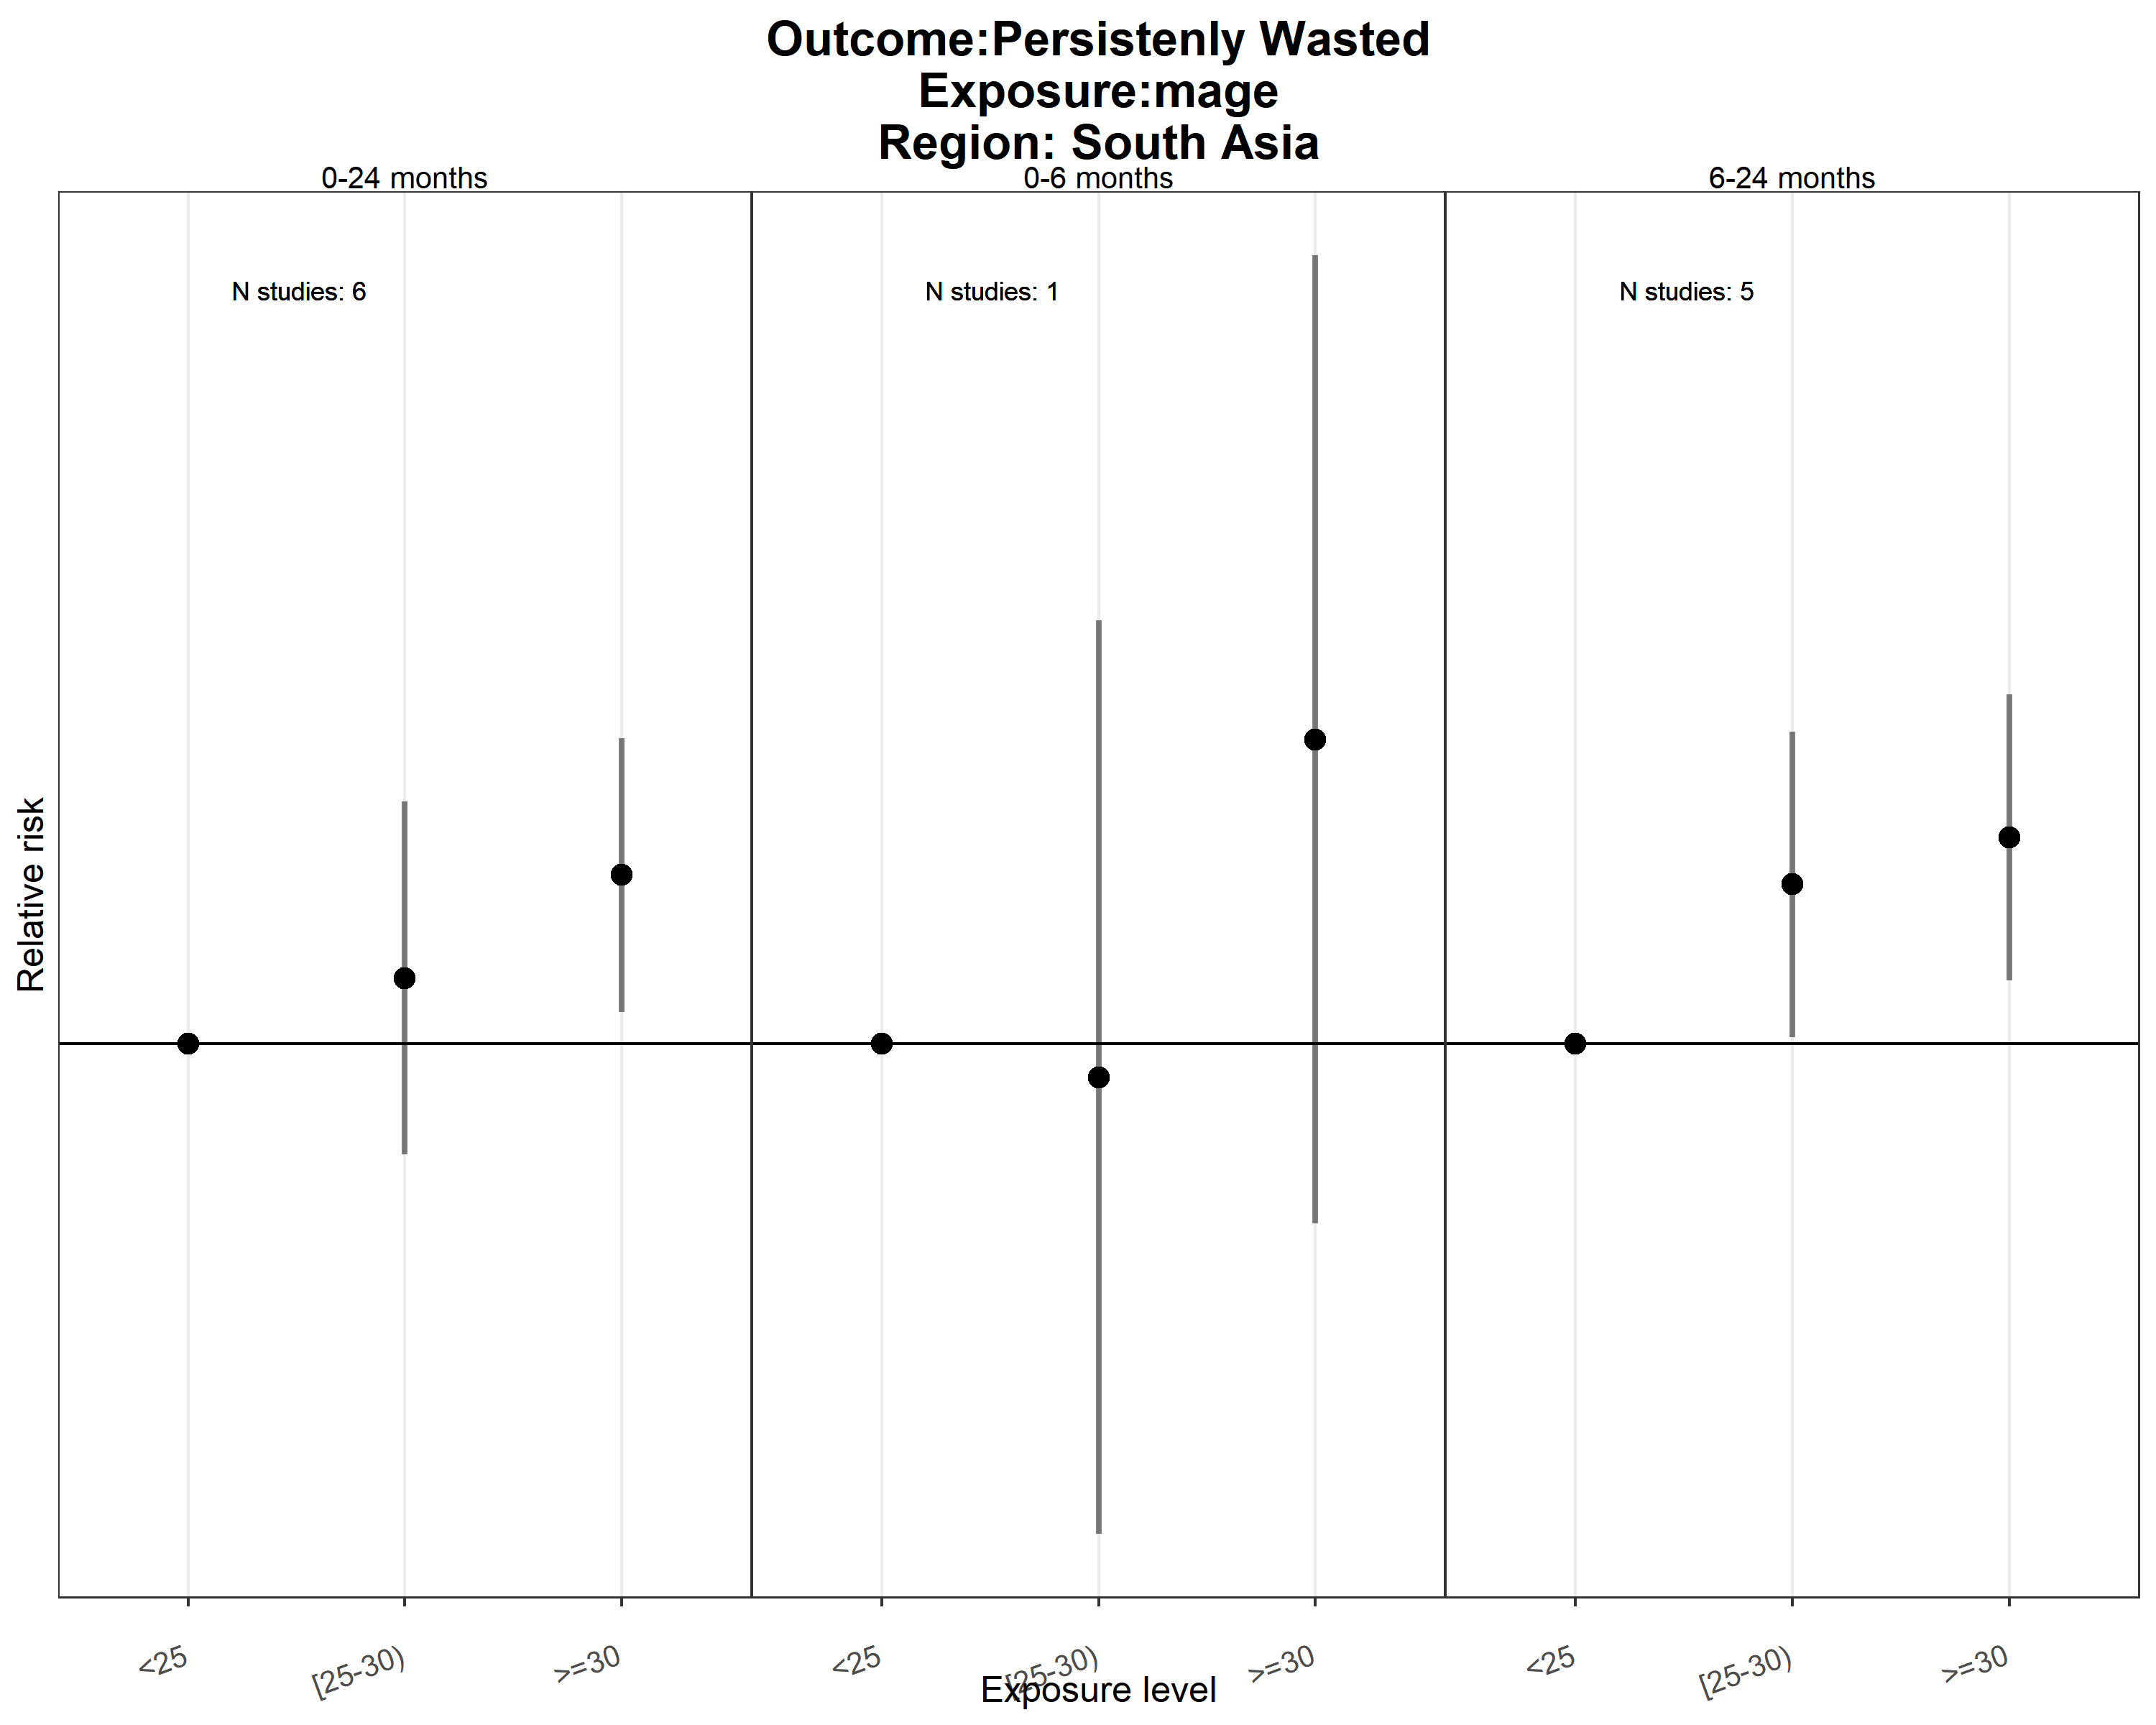 Outcome:Persistenly Wasted
Exposure:mage
Region: South Asia
0-24 months
0-6 months
6-24 months
N studies: 6
N studies: 1
N studies: 5
Relative risk
<25
[25-30)
>=30
<25
[25-30)
>=30
<25
[25-30)
>=30
Exposure level